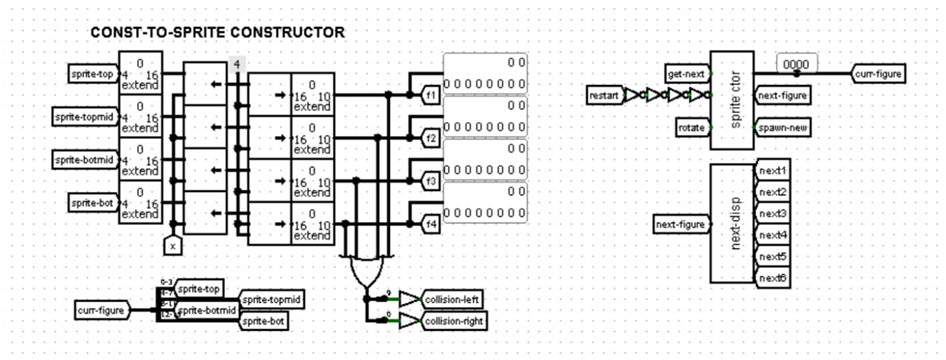 CONST-TO-SPRITE CONSTRUCTOR
sprite-top
0
4 16
extend
sprite-topmid
0
4 16
extend
sprite-botmid
0
4 16
extend
sprite-bot
0
4 16
extend
x
4
0
16 10
extend
0
16 10
extend
0
16 10
extend
0
16 10
extend
f1
0 0
0 0 0 0 0 0 0 0
f2
0 0
0 0 0 0 0 0 0 0
f3
0 0
0 0 0 0 0 0 0 0
f4
0 0
0 0 0 0 0 0 0 0
curr-figure
sprite-top
sprite-topmid
sprite-botmid
sprite-bot
0
collision-left
0
collision-right
get-next
restart
rotate
sprite ctor
0000
curr-figure
next-figure
spawn-new
next-figure
next-disp
next1
next2
next3
next4
next5
next6